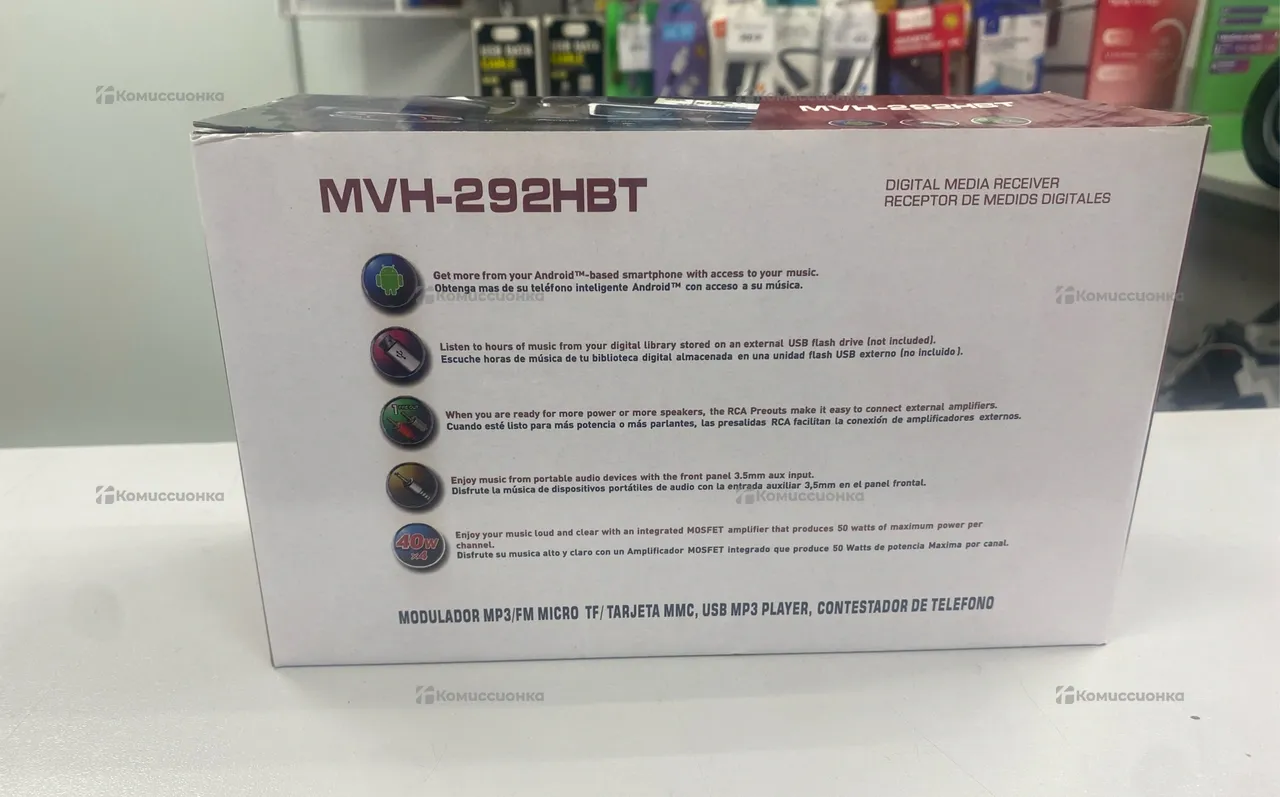 USB DATA
CABLE
USB DATA
CABLE
Комиссионка
MVH-292HBT
MVH-292HBT
DIGITAL MEDIA RECEIVER
RECEPTOR DE MEDIDS DIGITALES
Get more from your Android™-based smartphone with access to your music.
Obtenga mas de su teléfono inteligente Android™ con acceso a su música.
Комиссионка
Комиссионка
Listen to hours of music from your digital library stored on an external USB flash drive (not included).
Escuche horas de música de tu biblioteca digital almacenada en una unidad flash USB externo (no incluido).
When you are ready for more power or more speakers, the RCA Preouts make it easy to connect external amplifiers.
Cuando esté listo para más potencia o más parlantes, las presalidas RCA facilitan la conexión de amplificadores externos.
Enjoy music from portable audio devices with the front panel 3.5mm aux input.
Disfrute la música de dispositivos portátiles de audio con la entrada auxiliar 3,5mm en el panel frontal.
Комиссионка
Комиссионка
40W
x4
Enjoy your music loud and clear with an integrated MOSFET amplifier that produces 50 watts of maximum power per
channel.
Disfrute su musica alto y claro con un Amplificador MOSFET integrado que produce 50 Watts de potencia Maxima por canal.
MODULADOR MP3/FM MICRO TF/ TARJETA MMC, USB MP3 PLAYER, CONTESTADOR DE TELEFONO
Комиссионка
Комиссионка